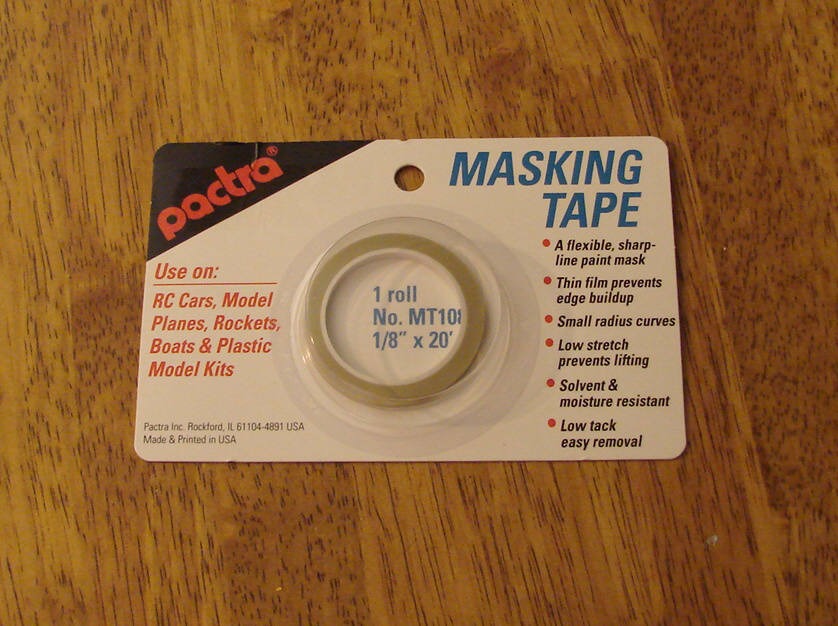 pactra®
MASKING
TAPE
Use on:
RC Cars, Model
Planes, Rockets,
Boats & Plastic
Model Kits
1 roll
No. MT108
1/8" x 20'
• A flexible, sharp-
line paint mask
• Thin film prevents
edge buildup
• Small radius curves
• Low stretch
prevents lifting
• Solvent &
moisture resistant
• Low tack
easy removal
Pactra Inc. Rockford, IL 61104-4891 USA
Made & Printed in USA